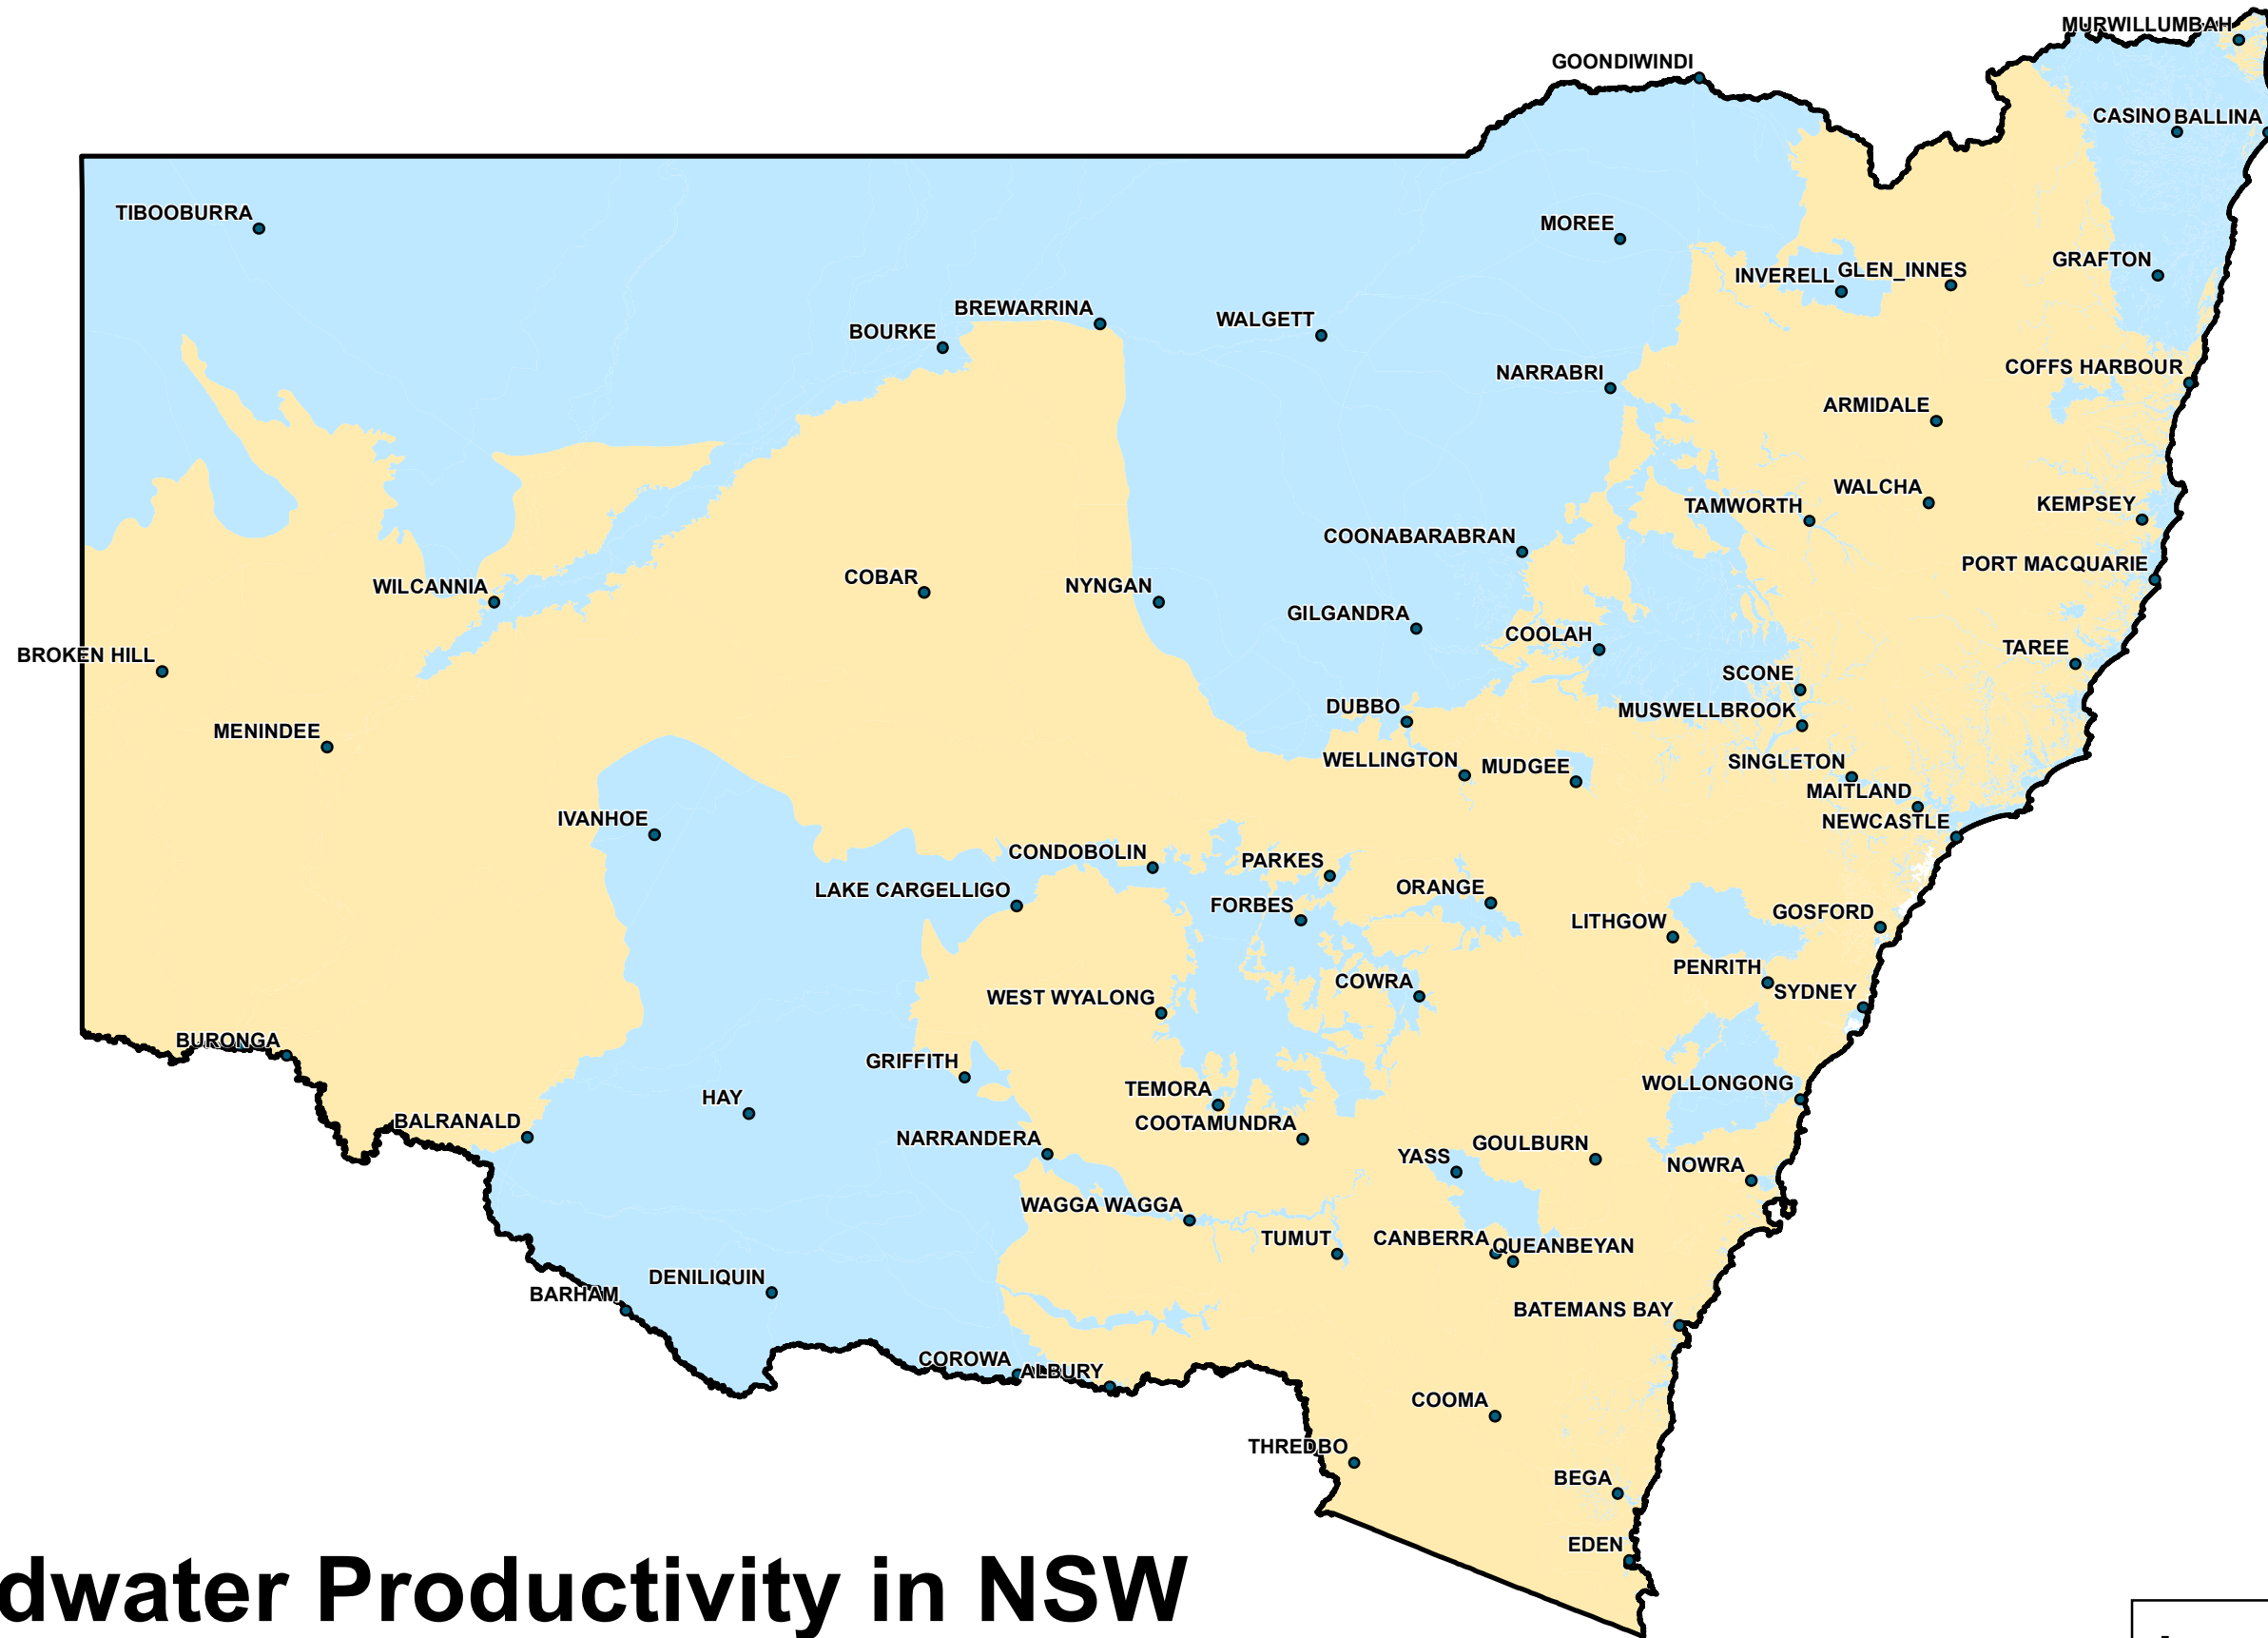 MURWILLUMBAH
GOONDIWINDI
CASINO
BALLINA
TIBOOBURRA
MOREE
GRAFTON
INVERELL
GLEN_INNES
BREWARRINA
WALGETT
BOURKE
COFFS HARBOUR
NARRABRI
ARMIDALE
WALCHA
TAMWORTH
KEMPSEY
COONABARABRAN
PORT MACQUARIE
COBAR
NYNGAN
WILCANNIA
GILGANDRA
COOLAH
TAREE
BROKEN HILL
SCONE
DUBBO
MUSWELLBROOK
MENINDEE
WELLINGTON
MUDGEE
SINGLETON
MAITLAND
IVANHOE
NEWCASTLE
CONDOBOLIN
PARKES
LAKE CARGELLIGO
ORANGE
FORBES
LITHGOW
GOSFORD
PENRITH
COWRA
SYDNEY
WEST WYALONG
BURONGA
GRIFFITH
WOLLONGONG
TEMORA
HAY
BALRANALD
COOTAMUNDRA
NARRANDERA
GOULBURN
YASS
NOWRA
WAGGA WAGGA
TUMUT
CANBERRA
QUEANBEYAN
DENILIQUIN
BARHAM
BATEMANS BAY
COROWA
ALBURY
COOMA
THREDBO
BEGA
EDEN
dwater Productivity in NSW